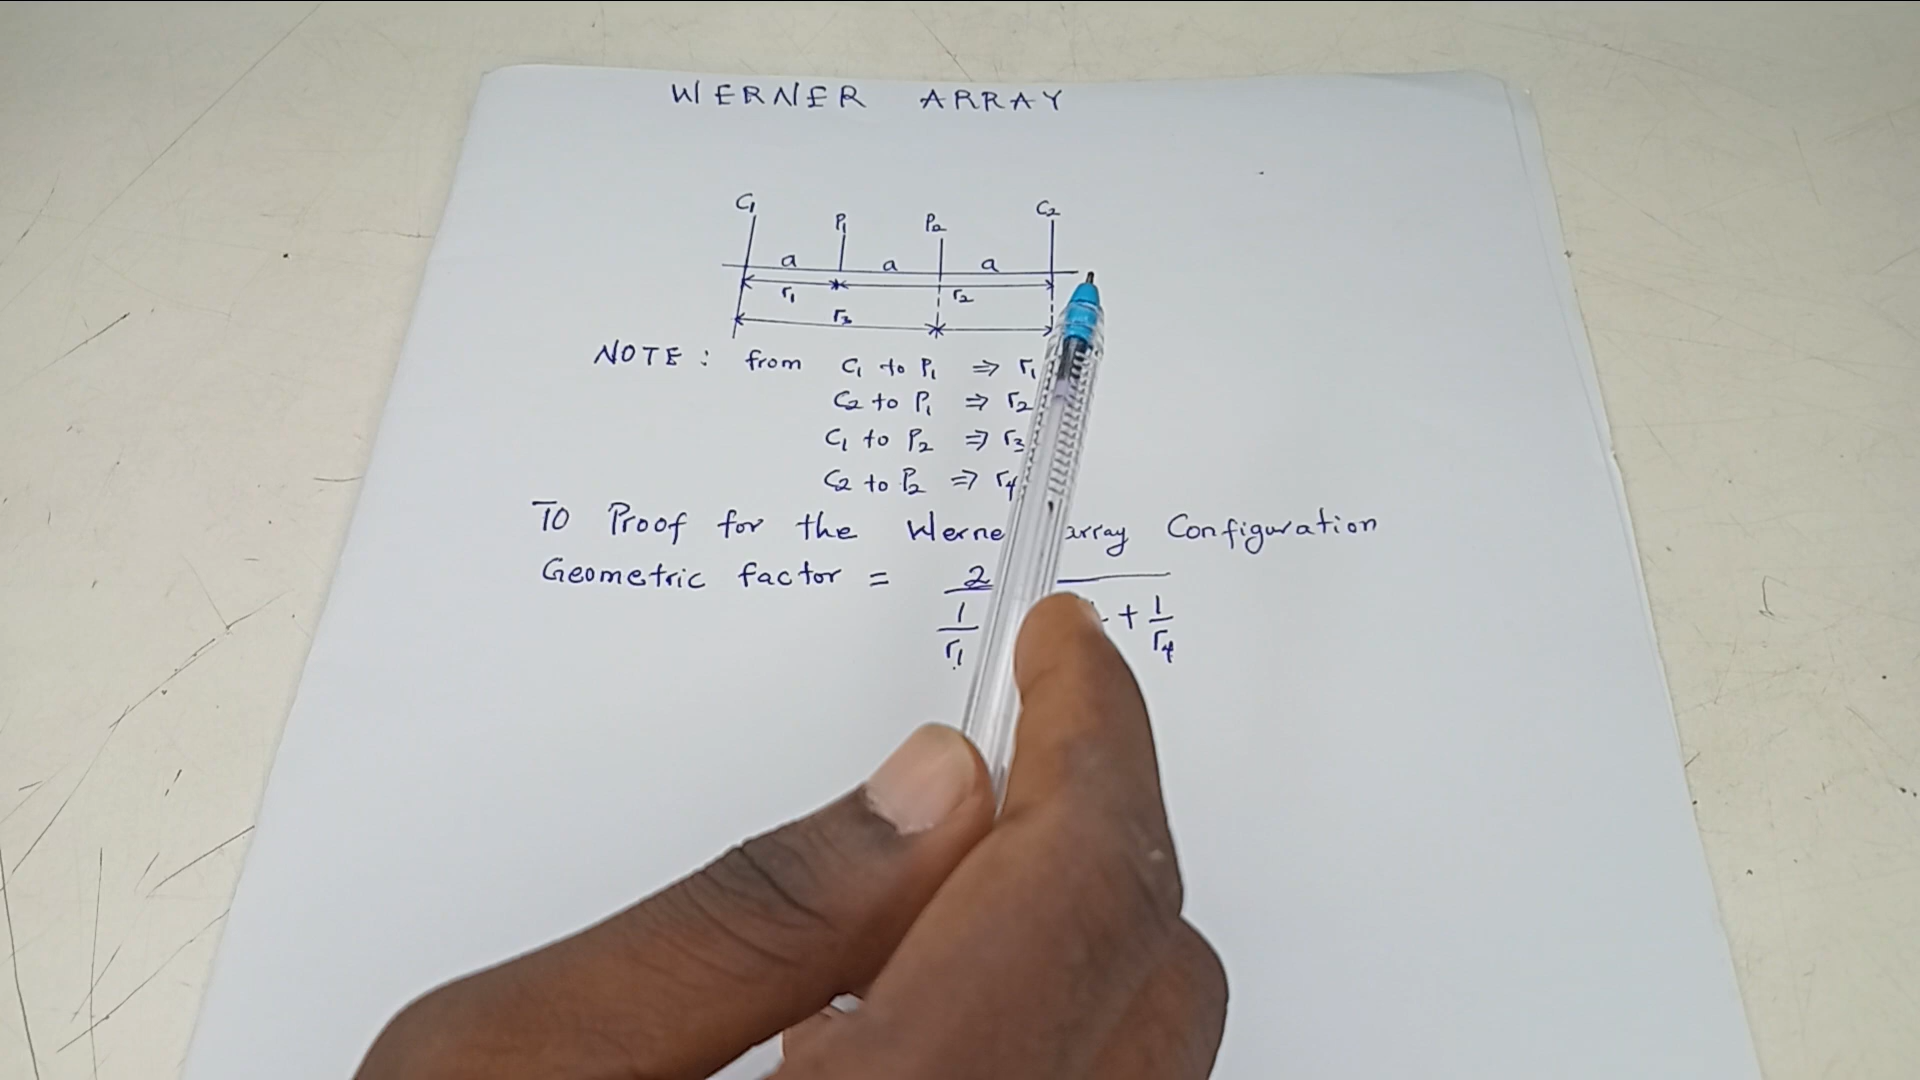 WERNER ARRAY
C1 P1 P2 C2
a a a
r1 r2
r3
NOTE: from C1 to P1 ⇒ r1
C2 to P1 ⇒ r2
C1 to P2 ⇒ r3
C2 to P2 ⇒ r4
TO Proof for the Werne array Configuration
Geometric factor = 2
1 + 1
r1 r4